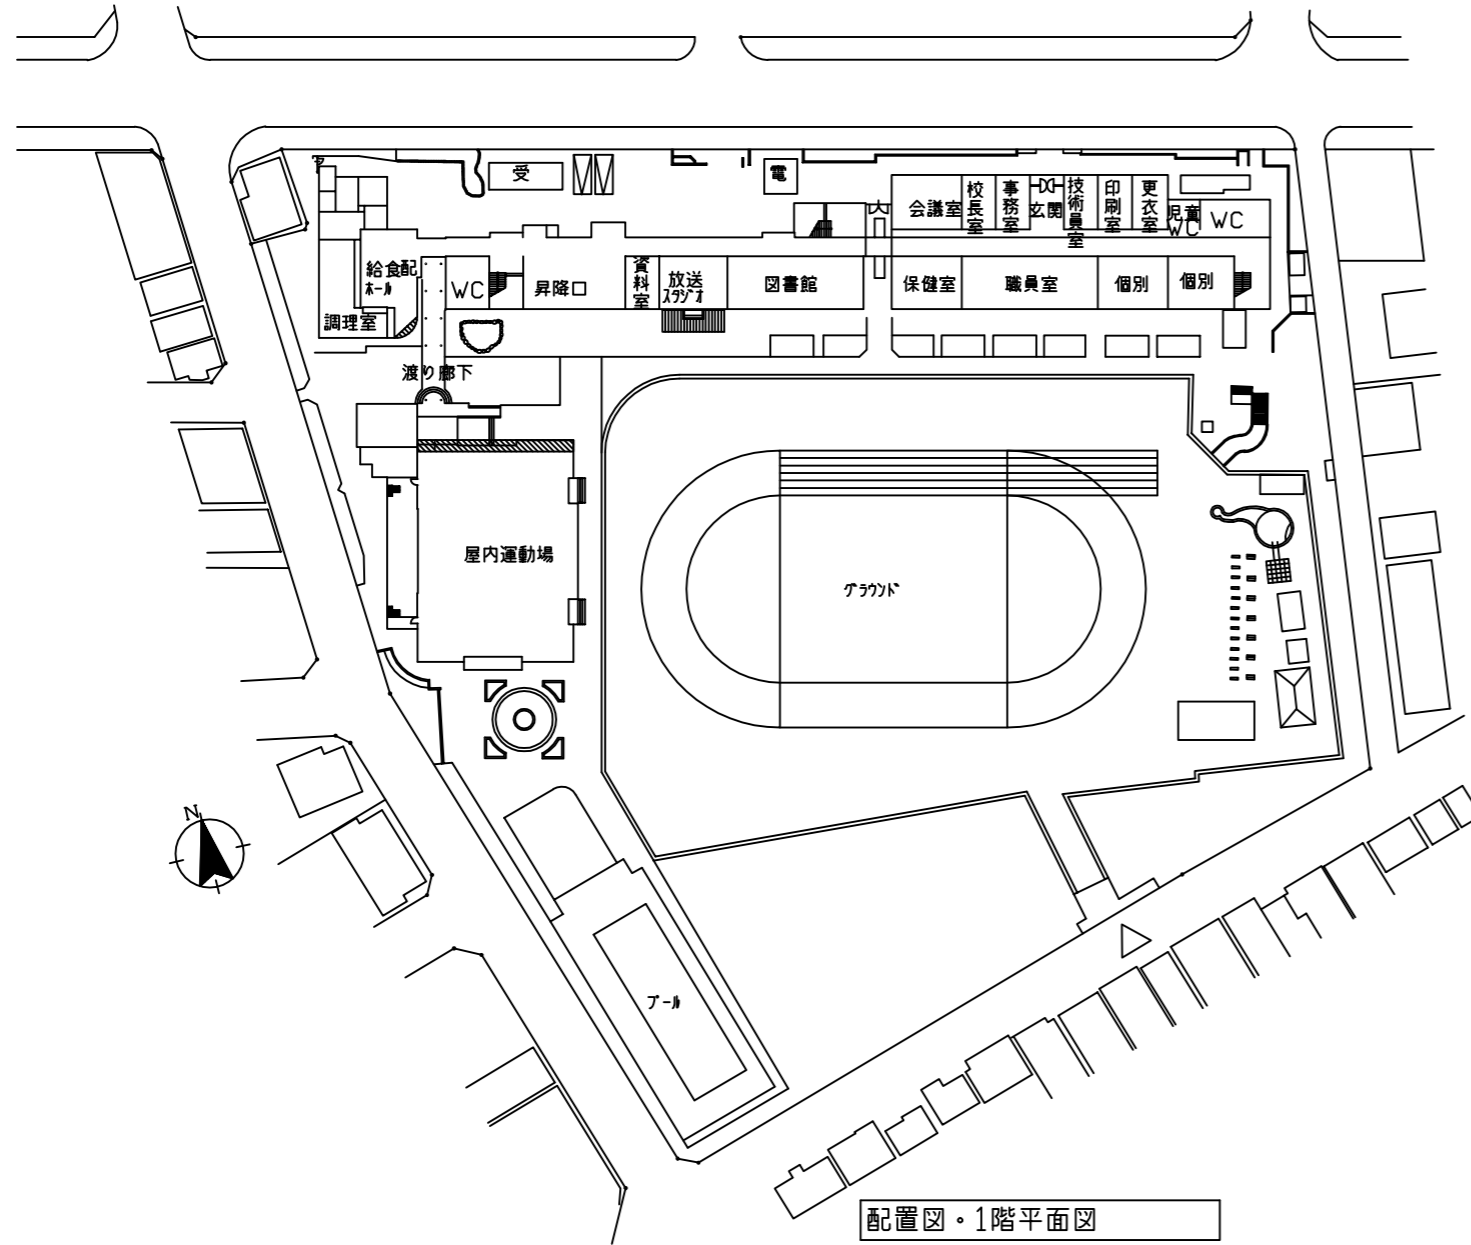 受
電
会議室
校長室
事務室
玄関
技術員室
印刷室
更衣室
児童
WC
WC
給食配
ホール
WC
昇降口
資料室
放送
スタジオ
図書館
保健室
職員室
個別
個別
調理室
渡り廊下
屋内運動場
グラウンド
N
プール
配置図・1階平面図